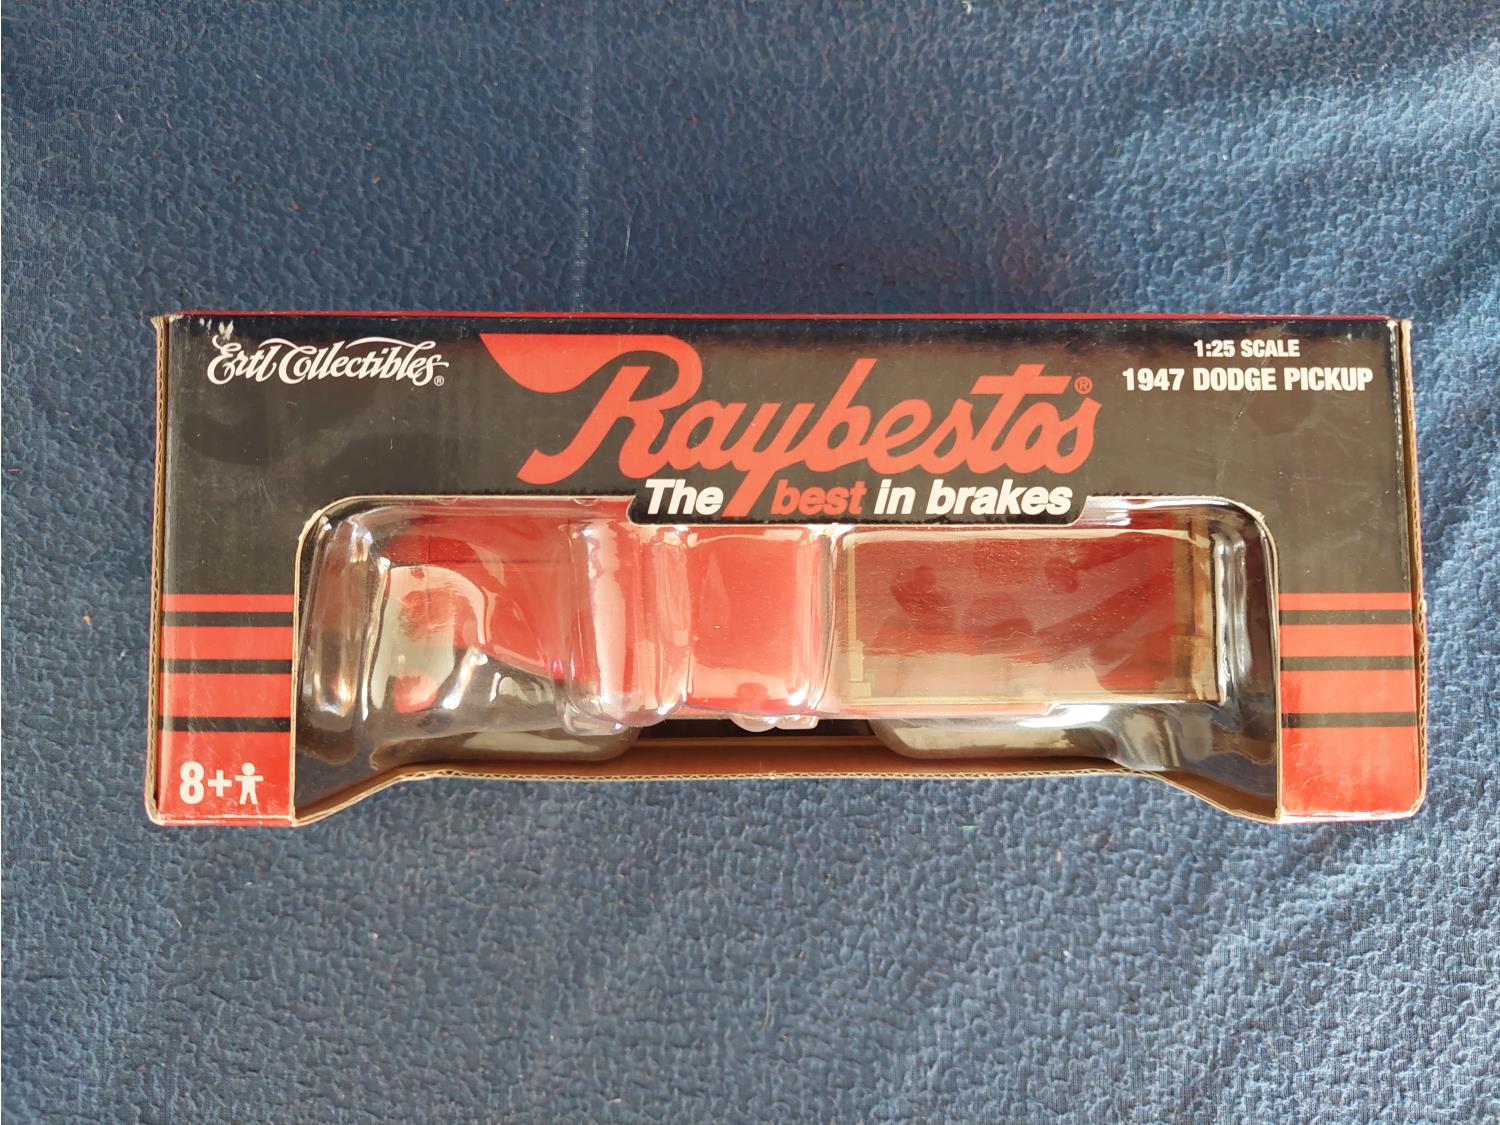 Ertl Collectibles®
Raybestos®
The best in brakes
1:25 SCALE
1947 DODGE PICKUP
8+